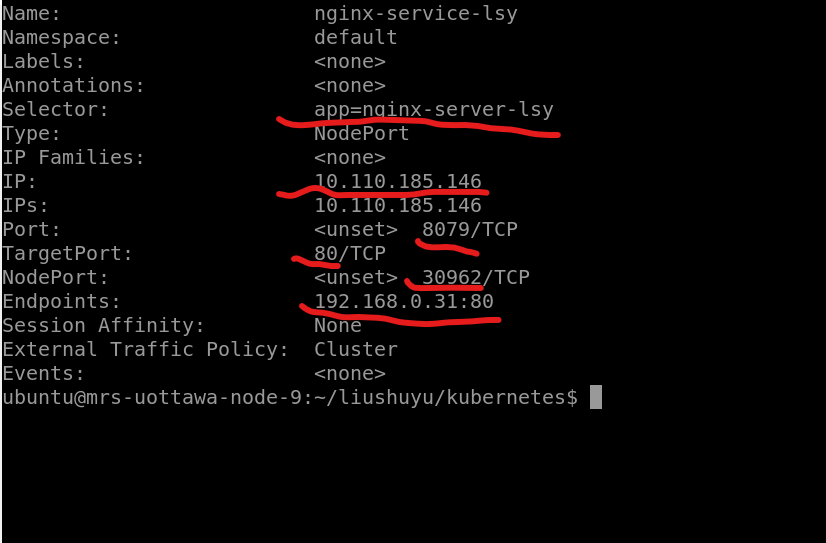 Name: nginx-service-lsy
Namespace: default
Labels: <none>
Annotations: <none>
Selector: app=nginx-server-lsy
Type: NodePort
IP Families: <none>
IP: 10.110.185.146
IPs: 10.110.185.146
Port: <unset> 8079/TCP
TargetPort: 80/TCP
NodePort: <unset> 30962/TCP
Endpoints: 192.168.0.31:80
Session Affinity: None
External Traffic Policy: Cluster
Events: <none>
ubuntu@mrs-uottawa-node-9:~/liushuyu/kubernetes$